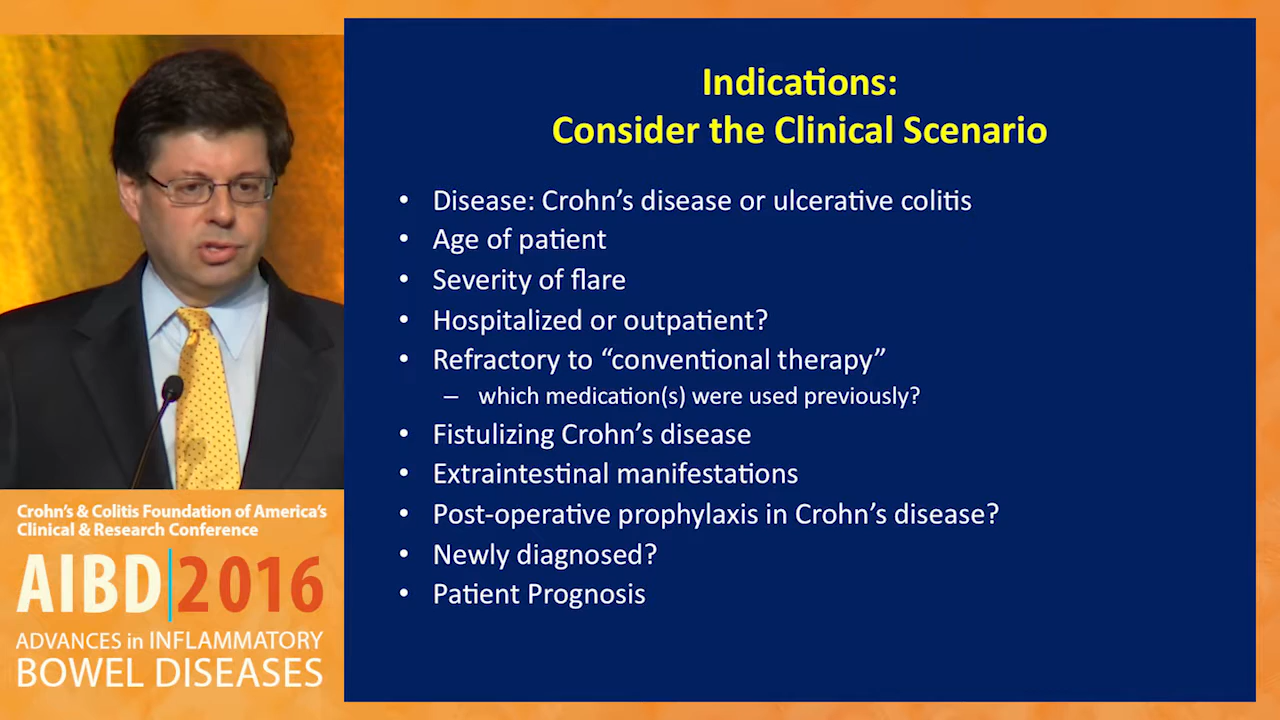 Indications:
Consider the Clinical Scenario
• Disease: Crohn's disease or ulcerative colitis
• Age of patient
• Severity of flare
• Hospitalized or outpatient?
• Refractory to “conventional therapy”
– which medication(s) were used previously?
• Fistulizing Crohn's disease
• Extraintestinal manifestations
• Post-operative prophylaxis in Crohn's disease?
• Newly diagnosed?
• Patient Prognosis
Crohn's & Colitis Foundation of America's
Clinical & Research Conference
AIBD|2016
ADVANCES in INFLAMMATORY
BOWEL DISEASES